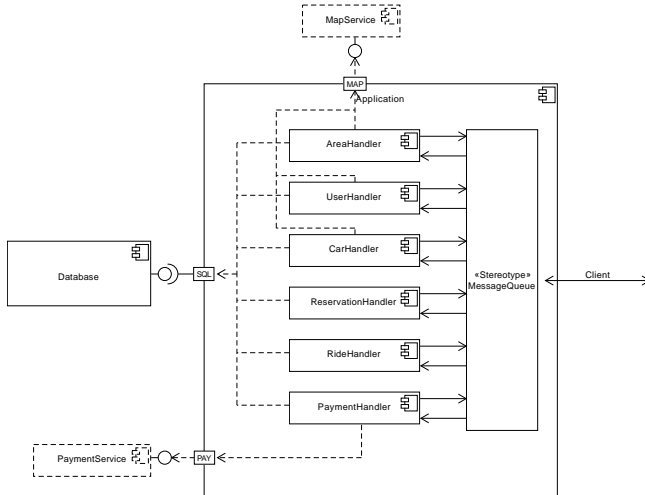 MapService
MAP
Application
AreaHandler
UserHandler
CarHandler
«Stereotype»
MessageQueue
Client
Database
SQL
ReservationHandler
RideHandler
PaymentHandler
PaymentService
PAY